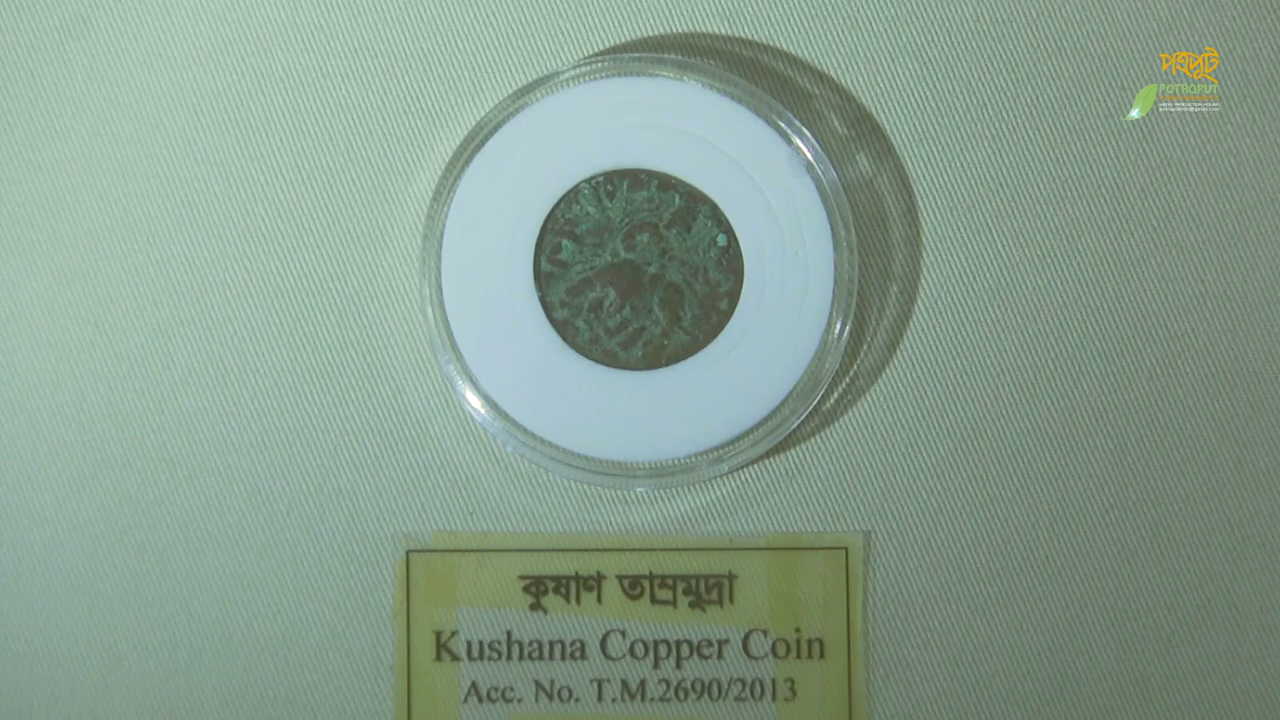 পত্রপুট
POTROPUT
কুষাণ তাম্রমুদ্রা
Kushana Copper Coin
Acc. No. T.M.2690/2013